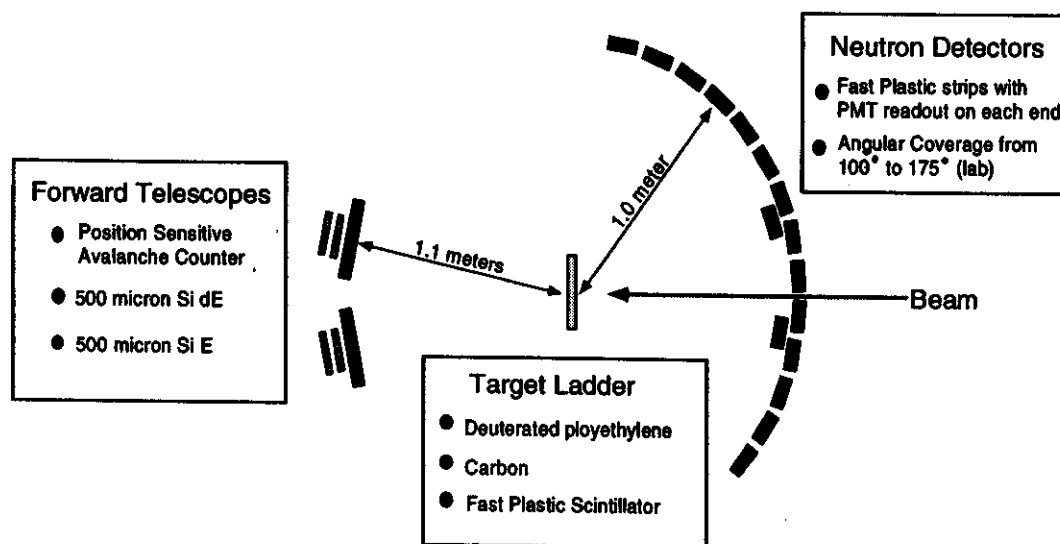 Neutron Detectors
Fast Plastic strips with
PMT readout on each end
Angular Coverage from
100° to 175° (lab)
Forward Telescopes
Position Sensitive
Avalanche Counter
500 micron Si dE
500 micron Si E
1.1 meters
1.0 meter
Beam
Target Ladder
Deuterated ployethylene
Carbon
Fast Plastic Scintillator